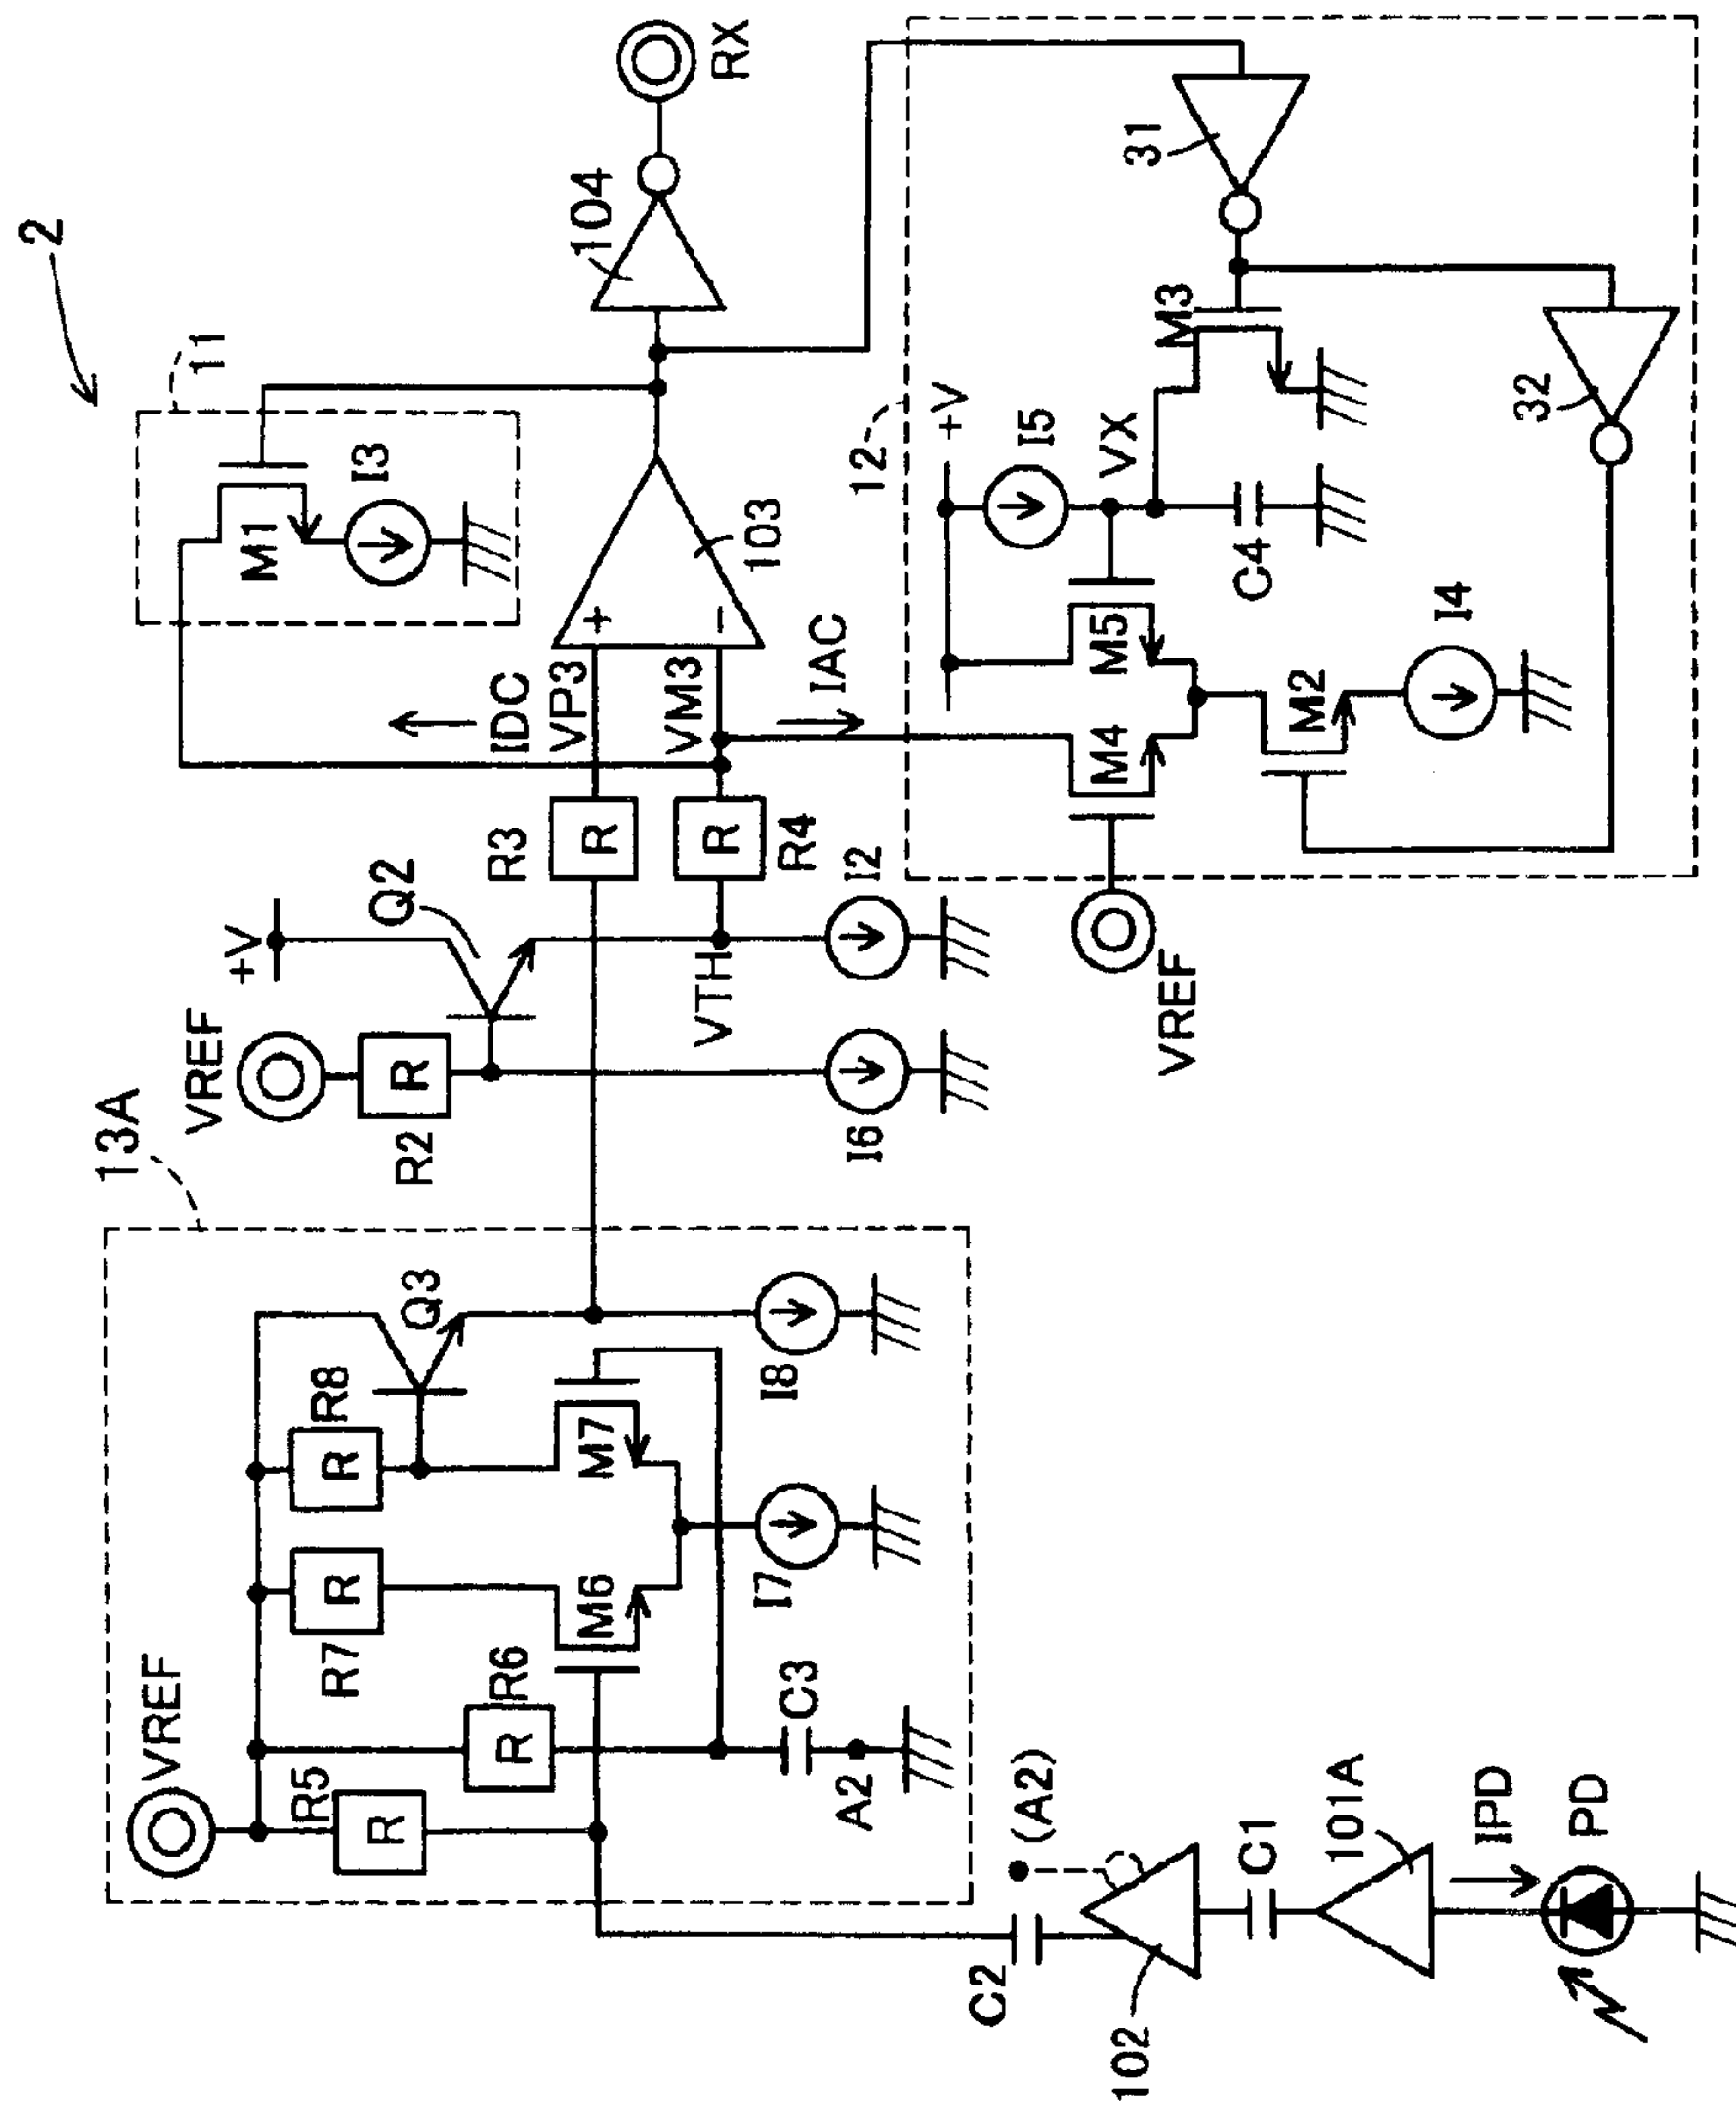 2
13A
VREF
R5
R
R6
R
R7
R
R8
R
Q3
M6
M7
I7
I8
C3
A2
(A2)
C2
102
C1
101A
IPD
PD
VREF
R2
R
I6
+V
Q2
VTH
I2
R3
R
R4
R
IDC
VP3
VM3
IAC
+
−
103
11
M1
I3
104
RX
12
+V
I5
VX
C4
M3
M4
M5
M2
I4
VREF
31
32